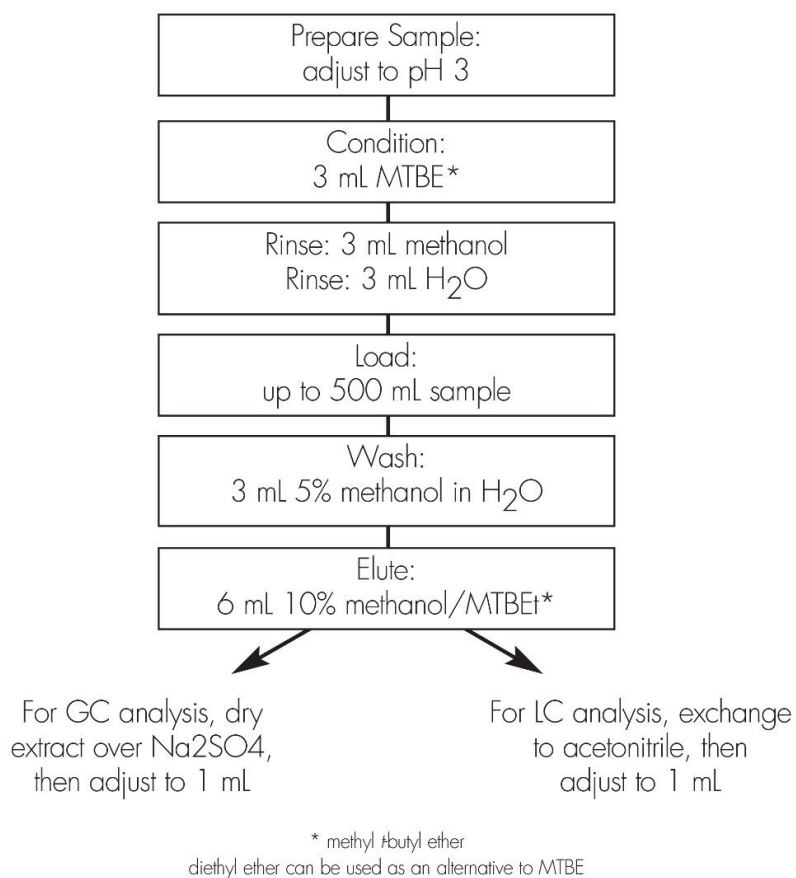 Prepare Sample:
adjust to pH 3
Condition:
3 mL MTBE*
Rinse: 3 mL methanol
Rinse: 3 mL H₂O
Load:
up to 500 mL sample
Wash:
3 mL 5% methanol in H₂O
Elute:
6 mL 10% methanol/MTBEt*
For GC analysis, dry
extract over Na2SO4,
then adjust to 1 mL
For LC analysis, exchange
to acetonitrile, then
adjust to 1 mL
* methyl t-butyl ether
diethyl ether can be used as an alternative to MTBE